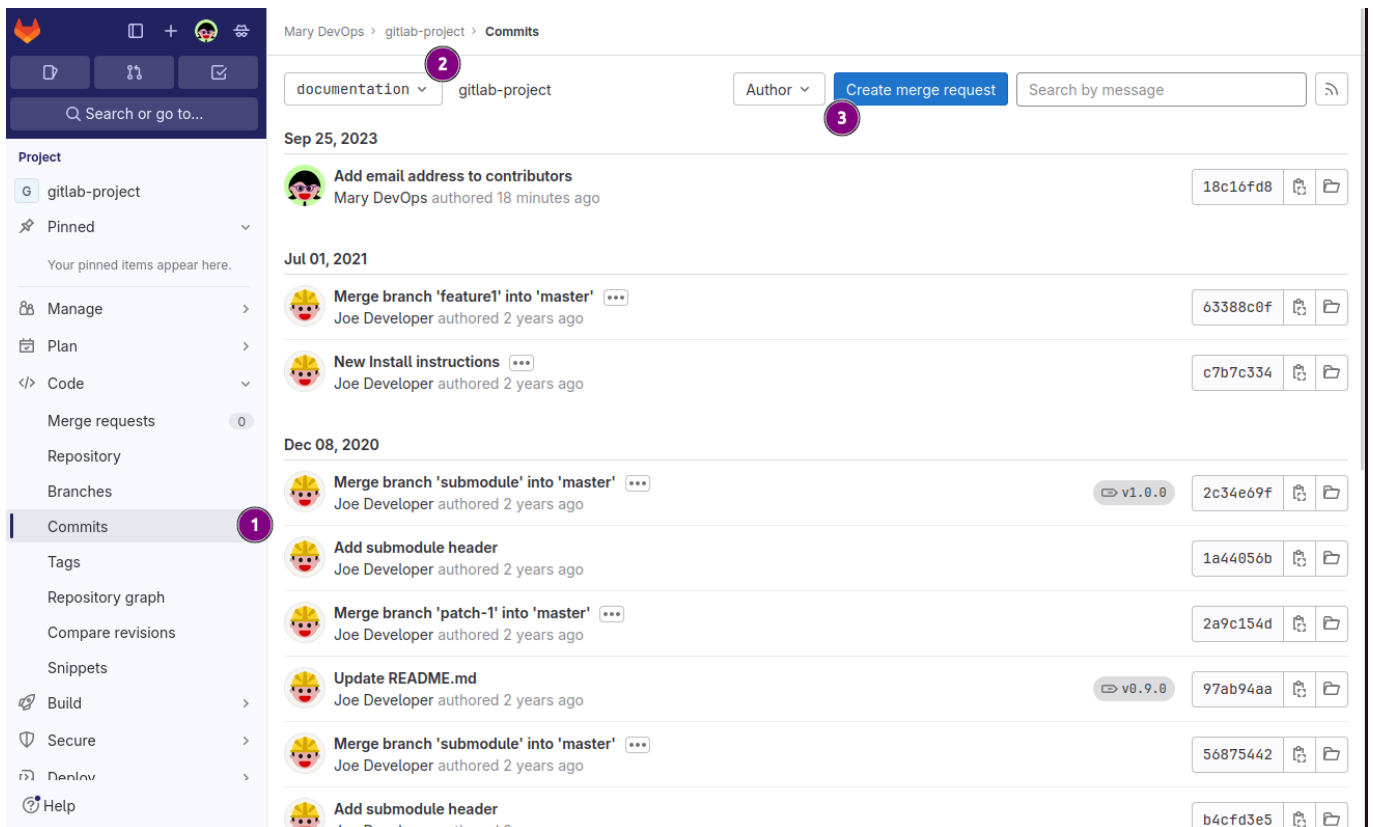 Mary DevOps > gitlab-project > Commits
2
documentation
gitlab-project
Author
Create merge request
Search by message
3
Search or go to...
Project
G gitlab-project
Pinned
Your pinned items appear here.
Manage
Plan
Code
Merge requests 0
Repository
Branches
Commits
1
Tags
Repository graph
Compare revisions
Snippets
Build
Secure
Deploy
Help
Sep 25, 2023
Add email address to contributors
Mary DevOps authored 18 minutes ago
18c16fd8
Jul 01, 2021
Merge branch 'feature1' into 'master'
Joe Developer authored 2 years ago
63388c0f
New Install instructions
Joe Developer authored 2 years ago
c7b7c334
Dec 08, 2020
Merge branch 'submodule' into 'master'
Joe Developer authored 2 years ago
v1.0.0
2c34e69f
Add submodule header
Joe Developer authored 2 years ago
1a44056b
Merge branch 'patch-1' into 'master'
Joe Developer authored 2 years ago
2a9c154d
Update README.md
Joe Developer authored 2 years ago
v0.9.0
97ab94aa
Merge branch 'submodule' into 'master'
Joe Developer authored 2 years ago
56875442
Add submodule header
b4cfd3e5